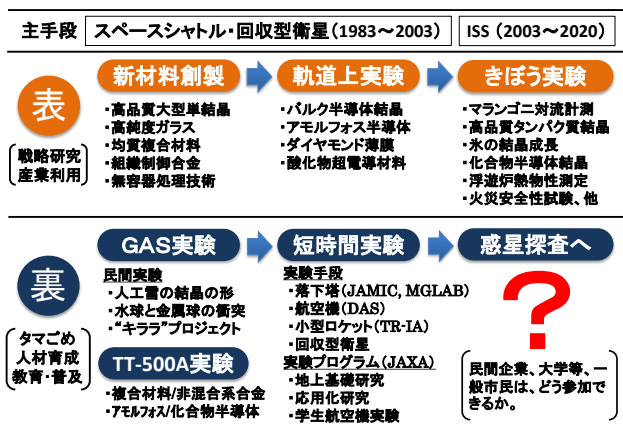 主手段 スペースシャトル・回収型衛星(1983～2003) ISS (2003～2020)
表
戦略研究
産業利用
新材料創製
・高品質大型単結晶
・高純度ガラス
・均質複合材料
・組織制御合金
・無容器処理技術
軌道上実験
・バルク半導体結晶
・アモルフォス半導体
・ダイヤモンド薄膜
・酸化物超電導材料
きぼう実験
・マランゴニ対流計測
・高品質タンパク質結晶
・氷の結晶成長
・化合物半導体結晶
・浮遊炉熱物性測定
・火災安全性試験、他
裏
タマごめ
人材育成
教育・普及
GAS実験
民間実験
・人工雪の結晶の形
・水球と金属球の衝突
・“キララ”プロジェクト
TT-500A実験
・複合材料/非混合系合金
・アモルフォス/化合物半導体
短時間実験
実験手段
・落下塔(JAMIC, MGLAB)
・航空機(DAS)
・小型ロケット(TR-IA)
・回収型衛星
実験プログラム(JAXA)
・地上基礎研究
・応用化研究
・学生航空機実験
惑星探査へ
?
民間企業、大学等、一
般市民は、どう参加で
きるか。